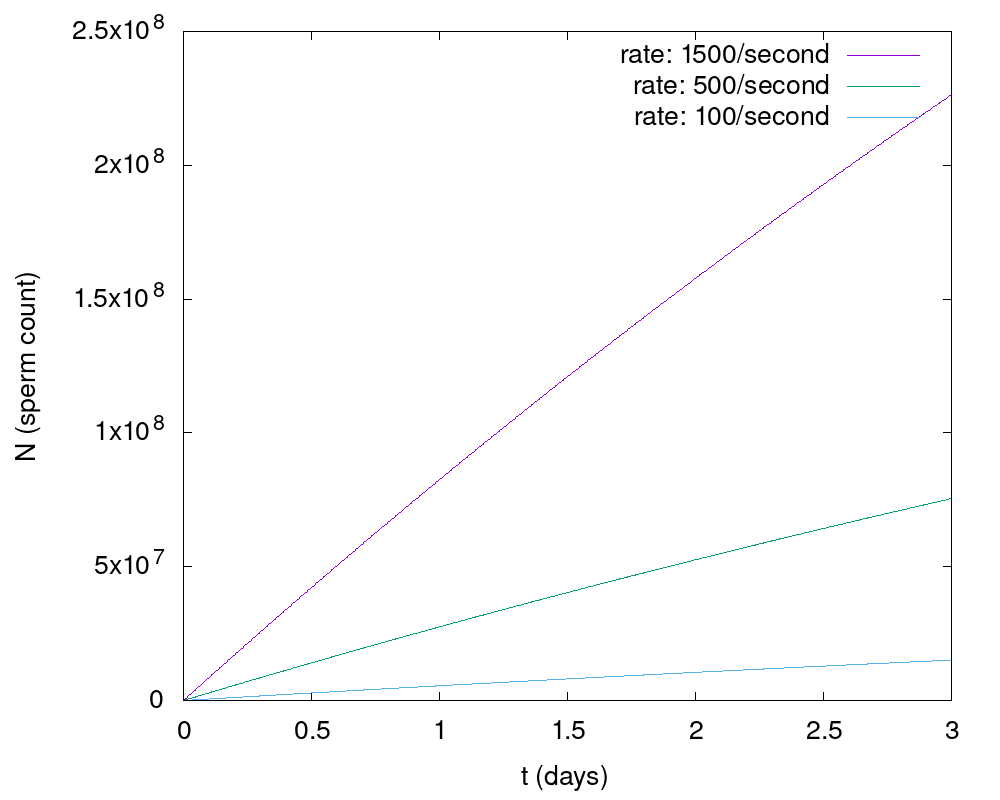 2.5x10^8
2x10^8
1.5x10^8
1x10^8
5x10^7
0
N (sperm count)
rate: 1500/second
rate: 500/second
rate: 100/second
0 0.5 1 1.5 2 2.5 3
t (days)